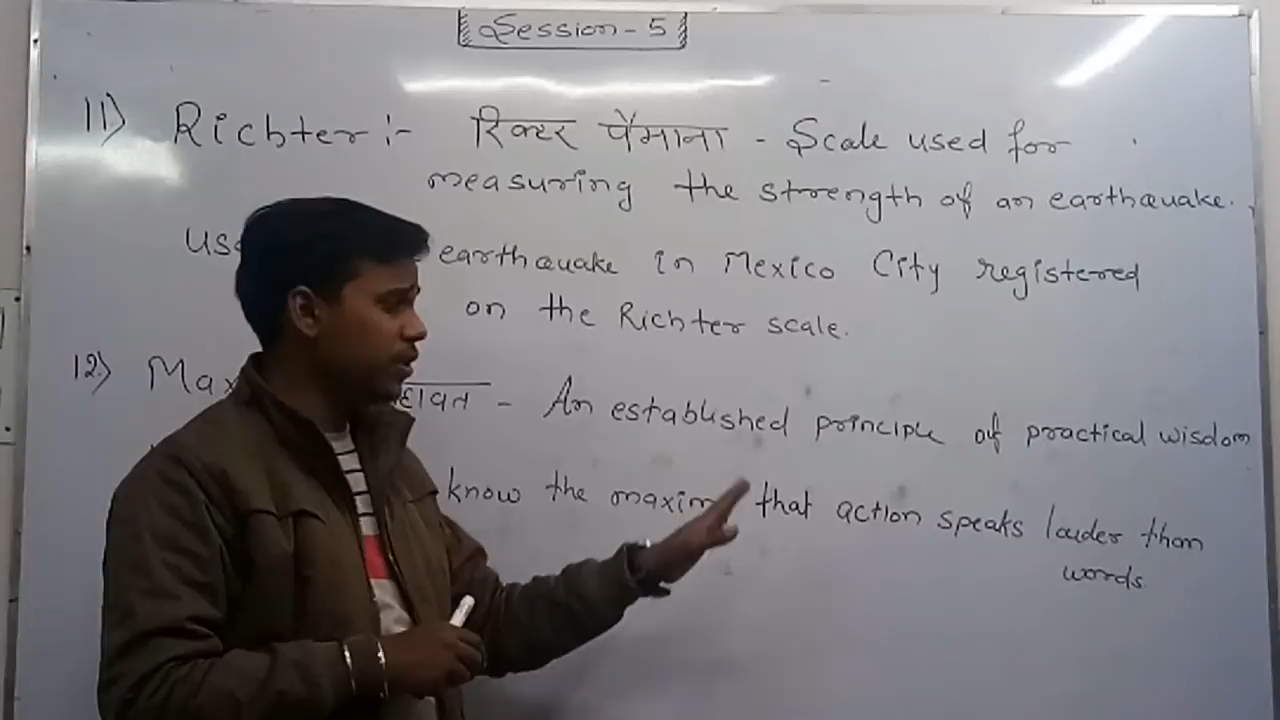 Session - 5
11) Richter :- रिक्टर पैमाना - Scale used for
measuring the strength of an earthquake.
earthquake in Mexico City registered
on the Richter scale.
12) - An established principle of practical wisdom
know the maxim that action speaks louder than
words